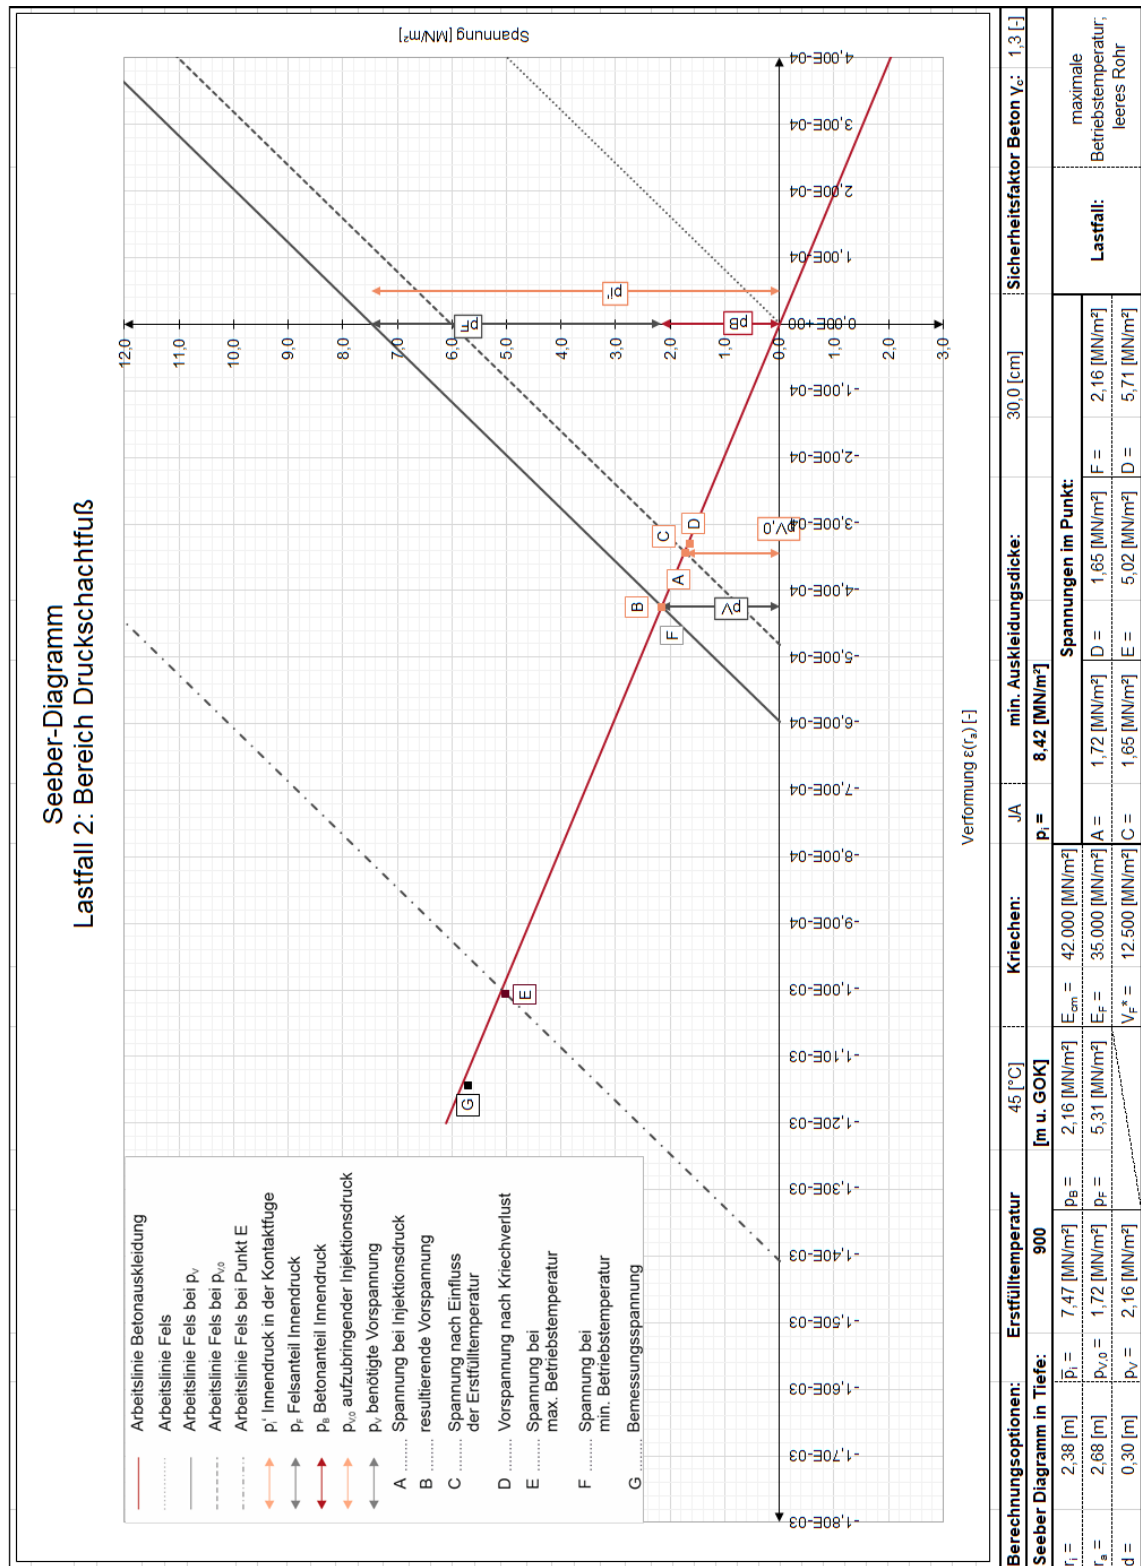 Seeber-Diagramm
Lastfall 2: Bereich Druckschachtfuß
Arbeitslinie Betonauskleidung
Arbeitslinie Fels
Arbeitslinie Fels bei pV
Arbeitslinie Fels bei pV,0
Arbeitslinie Fels bei Punkt E
pi' Innendruck in der Kontaktfuge
pF Felsanteil Innendruck
pB Betonanteil Innendruck
pV,0 aufzubringender Injektionsdruck
pV benötigte Vorspannung
A ........ Spannung bei Injektionsdruck
B ........ resultierende Vorspannung
C ........ Spannung nach Einfluss
der Erstfülltemperatur
D ........ Vorspannung nach Kriechverlust
E ........ Spannung bei
max. Betriebstemperatur
F ........ Spannung bei
min. Betriebstemperatur
G ........ Bemessungsspannung
Spannung [MN/m²]
12,0
10,0
9,0
8,0
7,0
6,0
5,0
4,0
3,0
2,0
1,0
0,0
2,0
3,0
G
E
F
B
A
C
D
pV
pV,0
pF
pB
pi'
-1,80E-03
-1,70E-03
-1,60E-03
-1,50E-03
-1,40E-03
-1,30E-03
-1,20E-03
-1,10E-03
-1,00E-03
-9,00E-04
-8,00E-04
-7,00E-04
-6,00E-04
-5,00E-04
-4,00E-04
-3,00E-04
-2,00E-04
-1,00E-04
0,00E+00
1,00E-04
2,00E-04
3,00E-04
4,00E-04
Verformung ε(ra) [-]
Berechnungsoptionen: Erstfülltemperatur 45 [°C] Kriechen: JA min. Auskleidungsdicke: 30,0 [cm] Sicherheitsfaktor Beton γc: 1,3 [-]
Seeber Diagramm in Tiefe: 900 [m u. GOK] pi = 8,42 [MN/m²]
ri = 2,38 [m] pi = 7,47 [MN/m²] pB = 2,16 [MN/m²] Ecm = 42.000 [MN/m²] Spannungen im Punkt:
ra = 2,68 [m] pV,0 = 1,72 [MN/m²] pF = 5,31 [MN/m²] EF = 35.000 [MN/m²] A = 1,72 [MN/m²] D = 1,65 [MN/m²] F = 2,16 [MN/m²]
d = 0,30 [m] pV = 2,16 [MN/m²] VF* = 12.500 [MN/m²] C = 1,65 [MN/m²] E = 5,02 [MN/m²] D = 5,71 [MN/m²]
Lastfall: maximale
Betriebstemperatur;
leeres Rohr